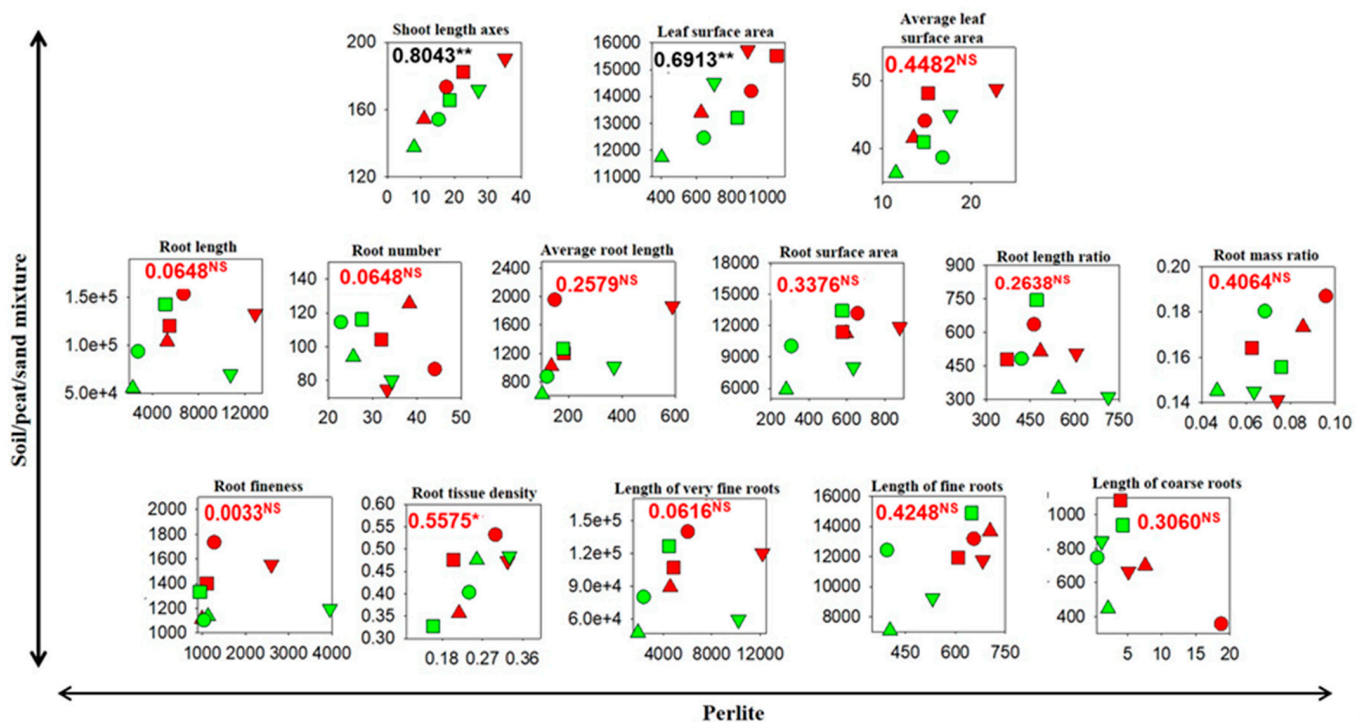 Shoot length axes
0.8043**
200
160
120
0 10 20 30 40
Leaf surface area
0.6913**
16000
15000
14000
13000
12000
11000
400 600 800 1000
Average leaf
surface area
0.4482NS
50
40
10 20
Root length
0.0648NS
1.5e+5
1.0e+5
5.0e+4
4000 8000 12000
Root number
0.0648NS
140
120
100
80
20 30 40 50
Average root length
0.2579NS
2400
2000
1600
1200
800
200 400 600
Root surface area
0.3376NS
18000
15000
12000
9000
6000
200 400 600 800
Root length ratio
0.2638NS
900
750
600
450
300
300 450 600 750
Root mass ratio
0.4064NS
0.20
0.18
0.16
0.14
0.04 0.06 0.08 0.10
Root fineness
0.0033NS
2000
1800
1600
1400
1200
1000
1000 2000 3000 4000
Root tissue density
0.5575*
0.60
0.55
0.50
0.45
0.40
0.35
0.30
0.18 0.27 0.36
Length of very fine roots
0.0616NS
1.5e+5
1.2e+5
9.0e+4
6.0e+4
4000 8000 12000
Length of fine roots
0.4248NS
16000
14000
12000
10000
8000
450 600 750
Length of coarse roots
0.3060NS
1000
800
600
400
5 10 15 20
Soil/peat/sand mixture
Perlite